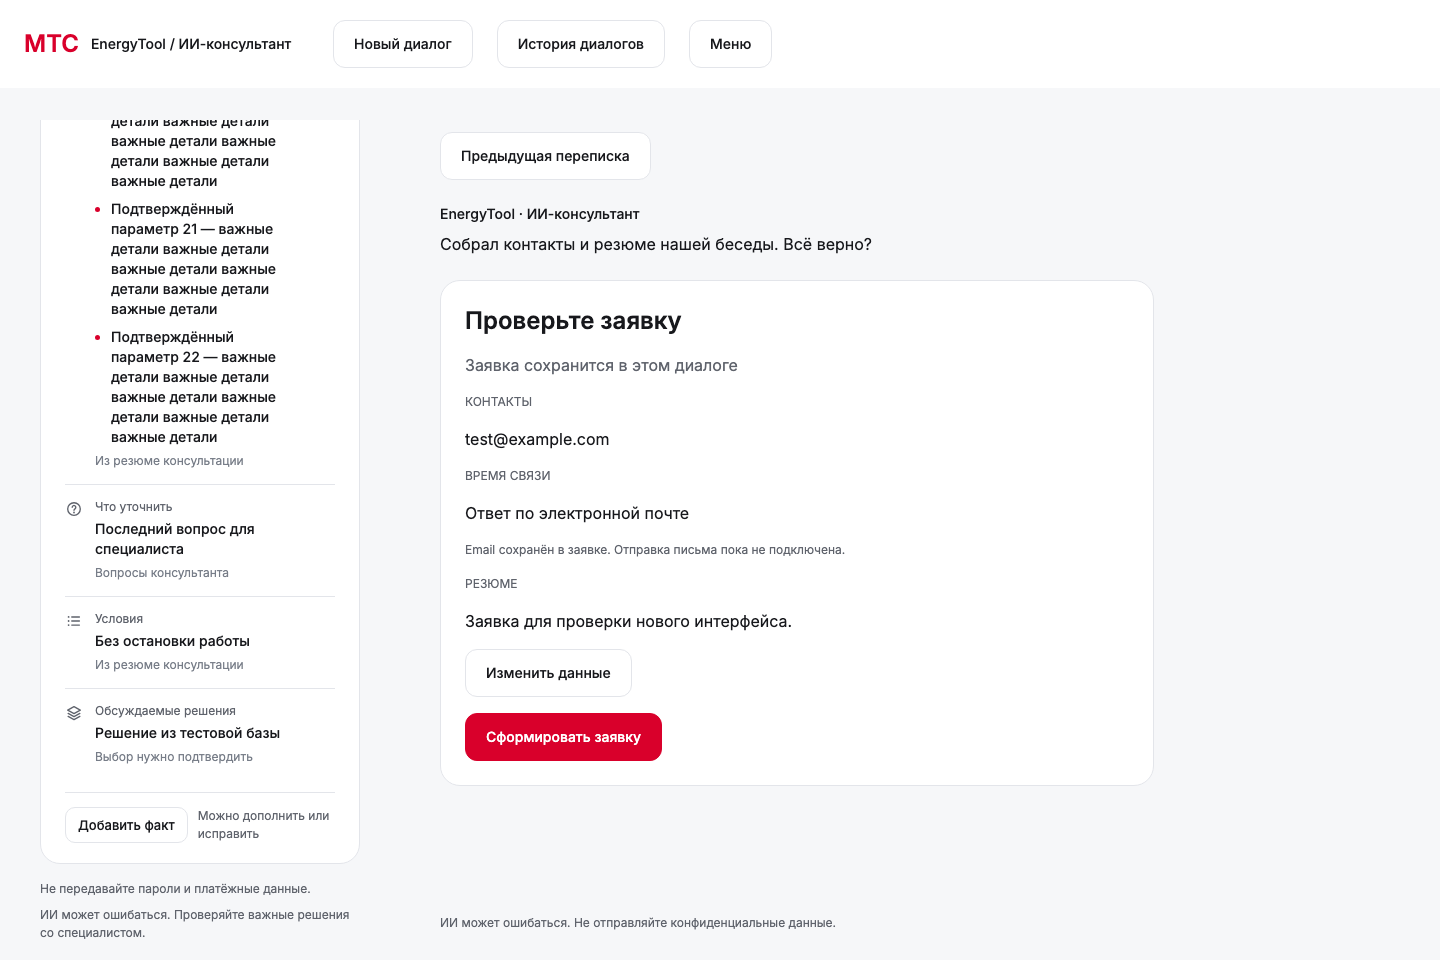 МТС EnergyTool / ИИ-консультант Новый диалог История диалогов Меню
детали важные детали
важные детали важные
детали важные детали
важные детали
Подтверждённый
параметр 21 — важные
детали важные детали
важные детали важные
детали важные детали
важные детали
Подтверждённый
параметр 22 — важные
детали важные детали
важные детали важные
детали важные детали
важные детали
Из резюме консультации
Что уточнить
Последний вопрос для
специалиста
Вопросы консультанта
Условия
Без остановки работы
Из резюме консультации
Обсуждаемые решения
Решение из тестовой базы
Выбор нужно подтвердить
Добавить факт
Можно дополнить или
исправить
Не передавайте пароли и платёжные данные.
ИИ может ошибаться. Проверяйте важные решения
со специалистом.
Предыдущая переписка
EnergyTool · ИИ-консультант
Собрал контакты и резюме нашей беседы. Всё верно?
Проверьте заявку
Заявка сохранится в этом диалоге
КОНТАКТЫ
test@example.com
ВРЕМЯ СВЯЗИ
Ответ по электронной почте
Email сохранён в заявке. Отправка письма пока не подключена.
РЕЗЮМЕ
Заявка для проверки нового интерфейса.
Изменить данные
Сформировать заявку
ИИ может ошибаться. Не отправляйте конфиденциальные данные.